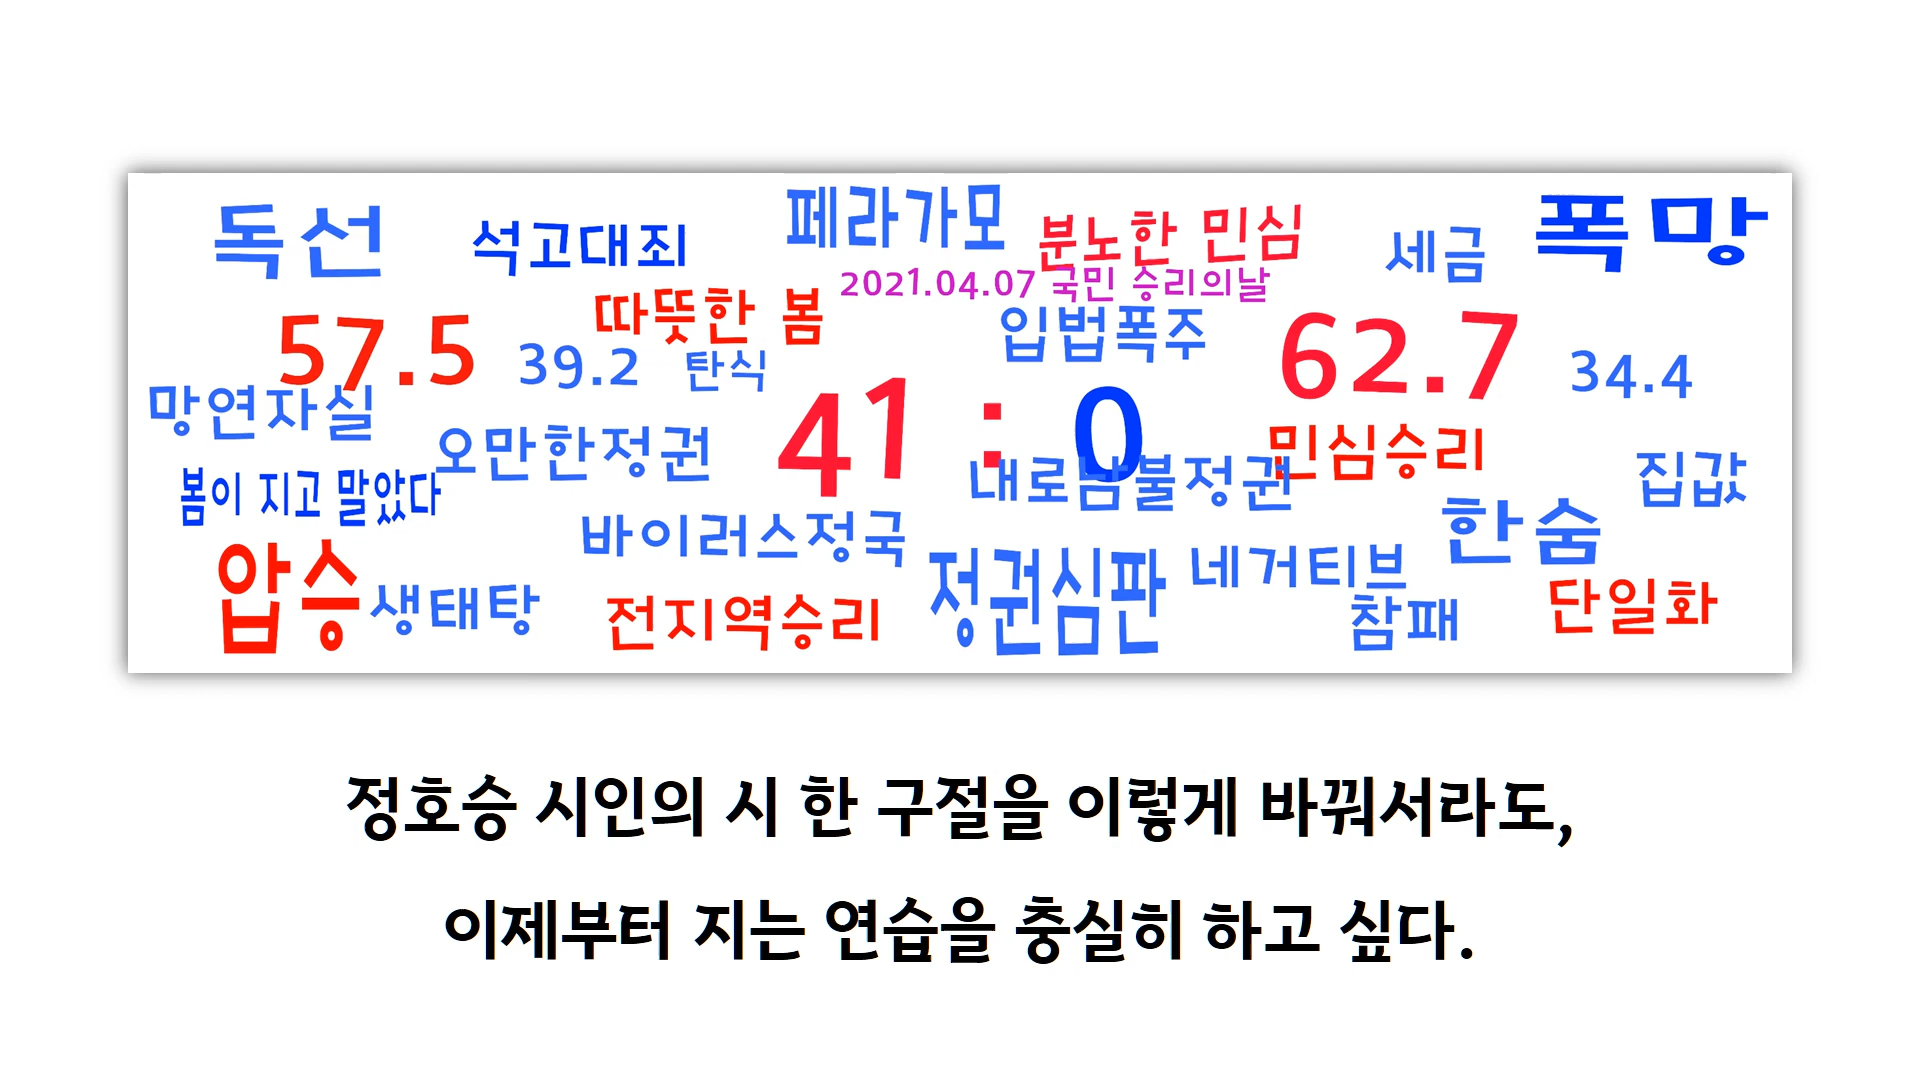 독선 석고대죄 페라가모 분노한 민심 세금 폭망
2021.04.07 국민 승리의날
57.5 39.2 따뜻한 봄 탄식 입법폭주 62.7 34.4
망연자실 오만한정권 41 : 0 민심승리
봄이 지고 말았다 내로남불정권 집값
바이러스정국 한숨
압승 생태탕 전지역승리 정권심판 네거티브 참패 단일화
정호승 시인의 시 한 구절을 이렇게 바꿔서라도,
이제부터 지는 연습을 충실히 하고 싶다.